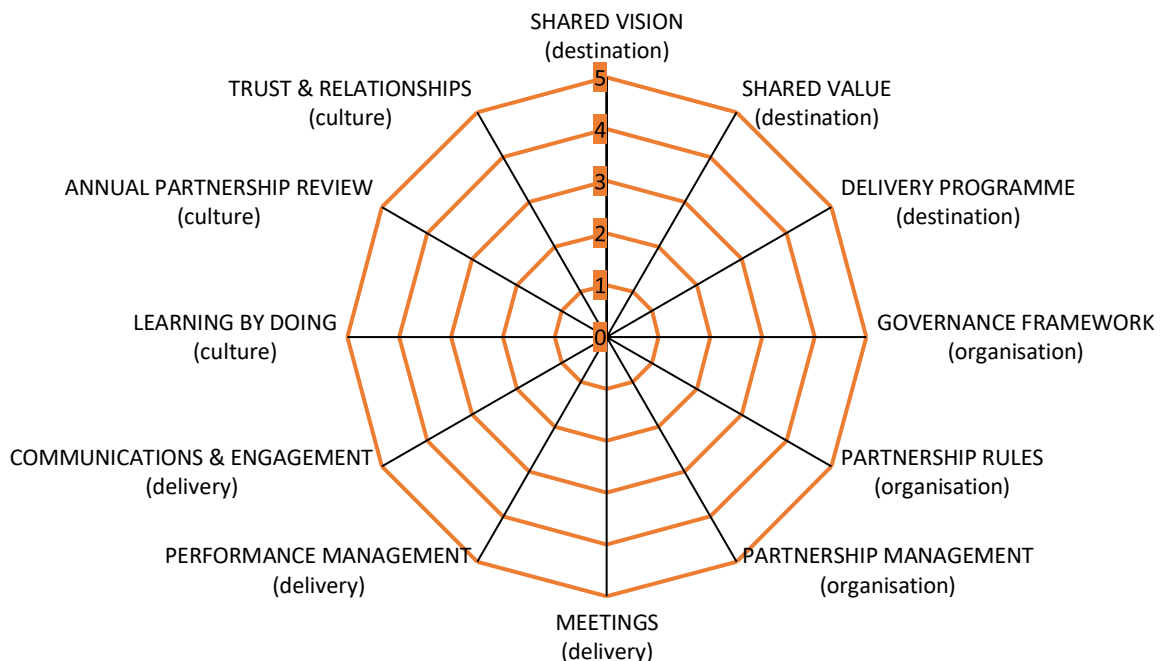 SHARED VISION
(destination)
SHARED VALUE
(destination)
DELIVERY PROGRAMME
(destination)
GOVERNANCE FRAMEWORK
(organisation)
PARTNERSHIP RULES
(organisation)
PARTNERSHIP MANAGEMENT
(organisation)
MEETINGS
(delivery)
PERFORMANCE MANAGEMENT
(delivery)
COMMUNICATIONS & ENGAGEMENT
(delivery)
LEARNING BY DOING
(culture)
ANNUAL PARTNERSHIP REVIEW
(culture)
TRUST & RELATIONSHIPS
(culture)
5
4
3
2
1
0